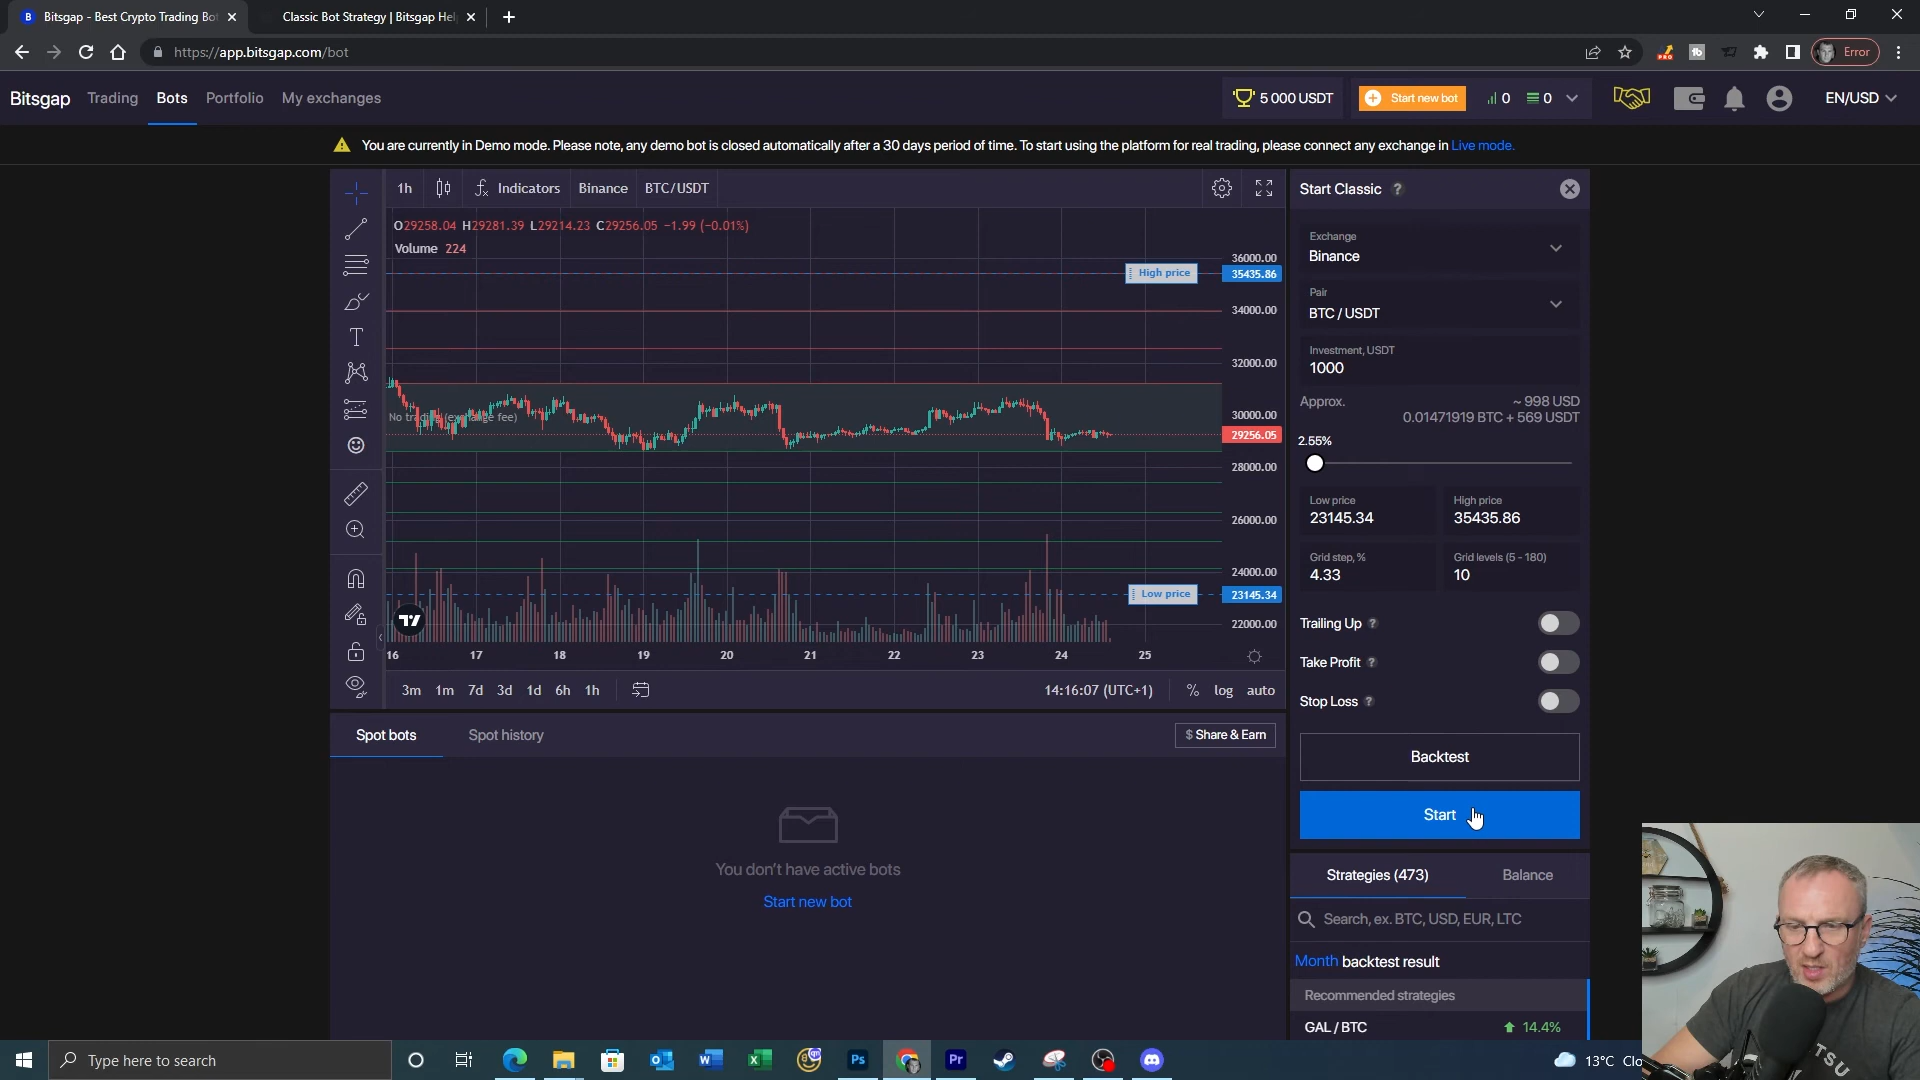 Bitsgap - Best Crypto Trading Bot
Classic Bot Strategy | Bitsgap Hel
https://app.bitsgap.com/bot
Error
Bitsgap
Trading
Bots
Portfolio
My exchanges
5 000 USDT
Start new bot
0
0
EN/USD
You are currently in Demo mode. Please note, any demo bot is closed automatically after a 30 days period of time. To start using the platform for real trading, please connect any exchange in Live mode.
1h
Indicators
Binance
BTC/USDT
O29258.04 H29281.39 L29214.23 C29256.05 −1.99 (−0.01%)
Volume 224
No trading (exchange fee)
High price
Low price
36000.00
35435.86
34000.00
32000.00
30000.00
29256.05
28000.00
26000.00
24000.00
23145.34
22000.00
16 17 18 19 20 21 22 23 24 25
3m 1m 7d 3d 1d 6h 1h
14:16:07 (UTC+1)
% log auto
Spot bots
Spot history
$ Share & Earn
You don't have active bots
Start new bot
Start Classic ?
Exchange
Binance
Pair
BTC / USDT
Investment, USDT
1000
Approx.
~ 998 USD
0.01471919 BTC + 569 USDT
2.55%
Low price
23145.34
High price
35435.86
Grid step, %
4.33
Grid levels (5 - 180)
10
Trailing Up ?
Take Profit ?
Stop Loss ?
Backtest
Start
Strategies (473)
Balance
Search, ex. BTC, USD, EUR, LTC
Month backtest result
Recommended strategies
GAL / BTC
14.4%
Type here to search
13°C Clo
TSU